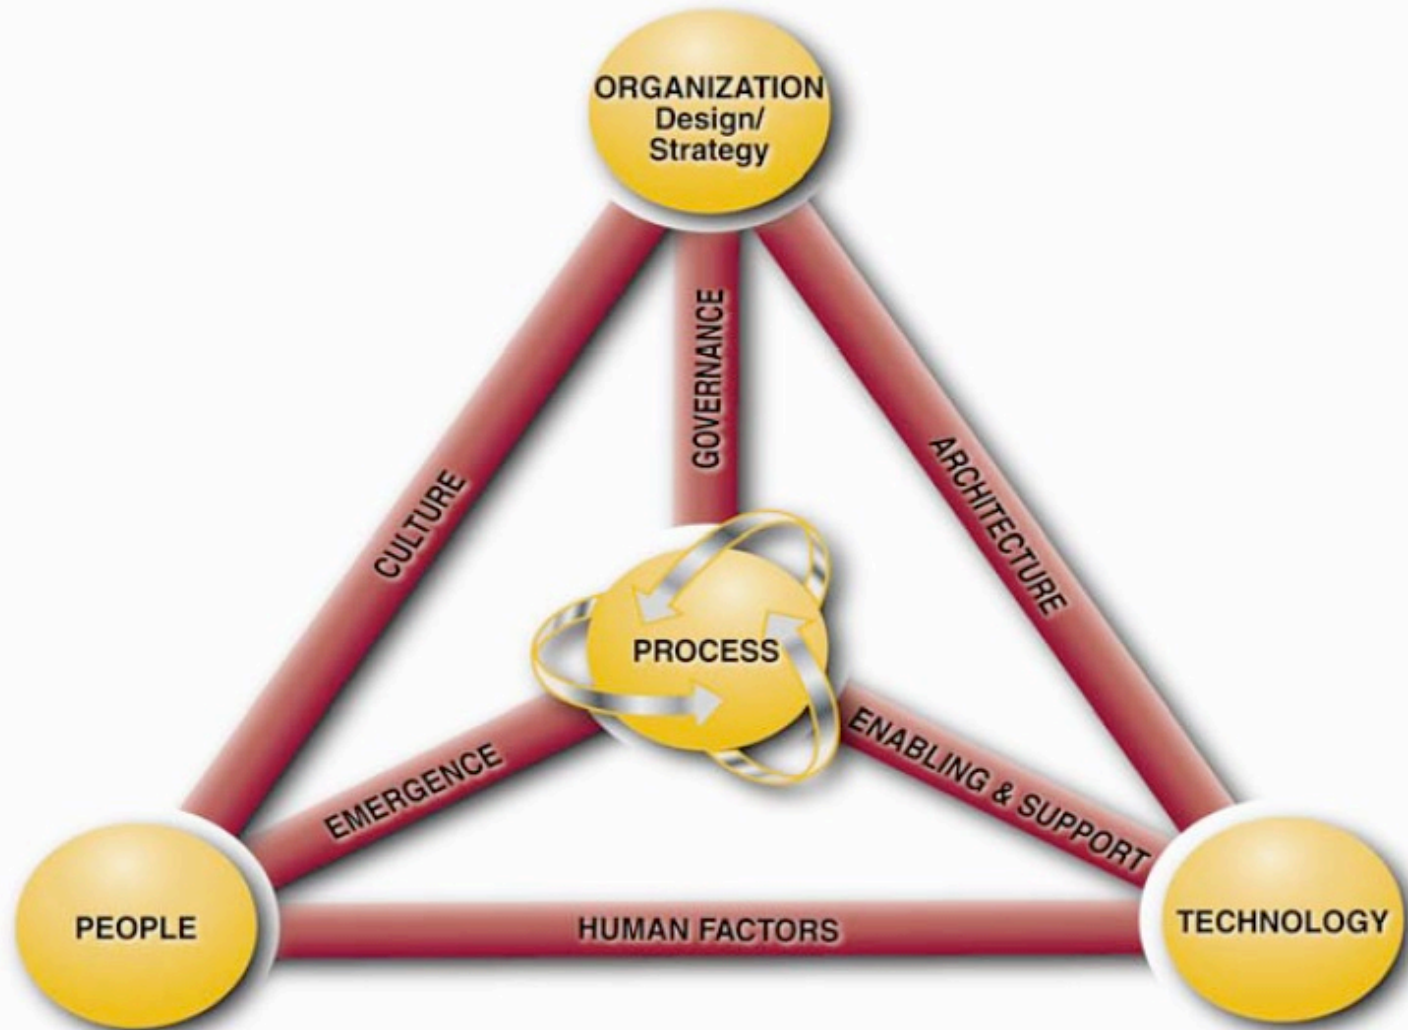 ORGANIZATION
Design/
Strategy
GOVERNANCE
CULTURE
ARCHITECTURE
PROCESS
EMERGENCE
ENABLING & SUPPORT
PEOPLE
HUMAN FACTORS
TECHNOLOGY